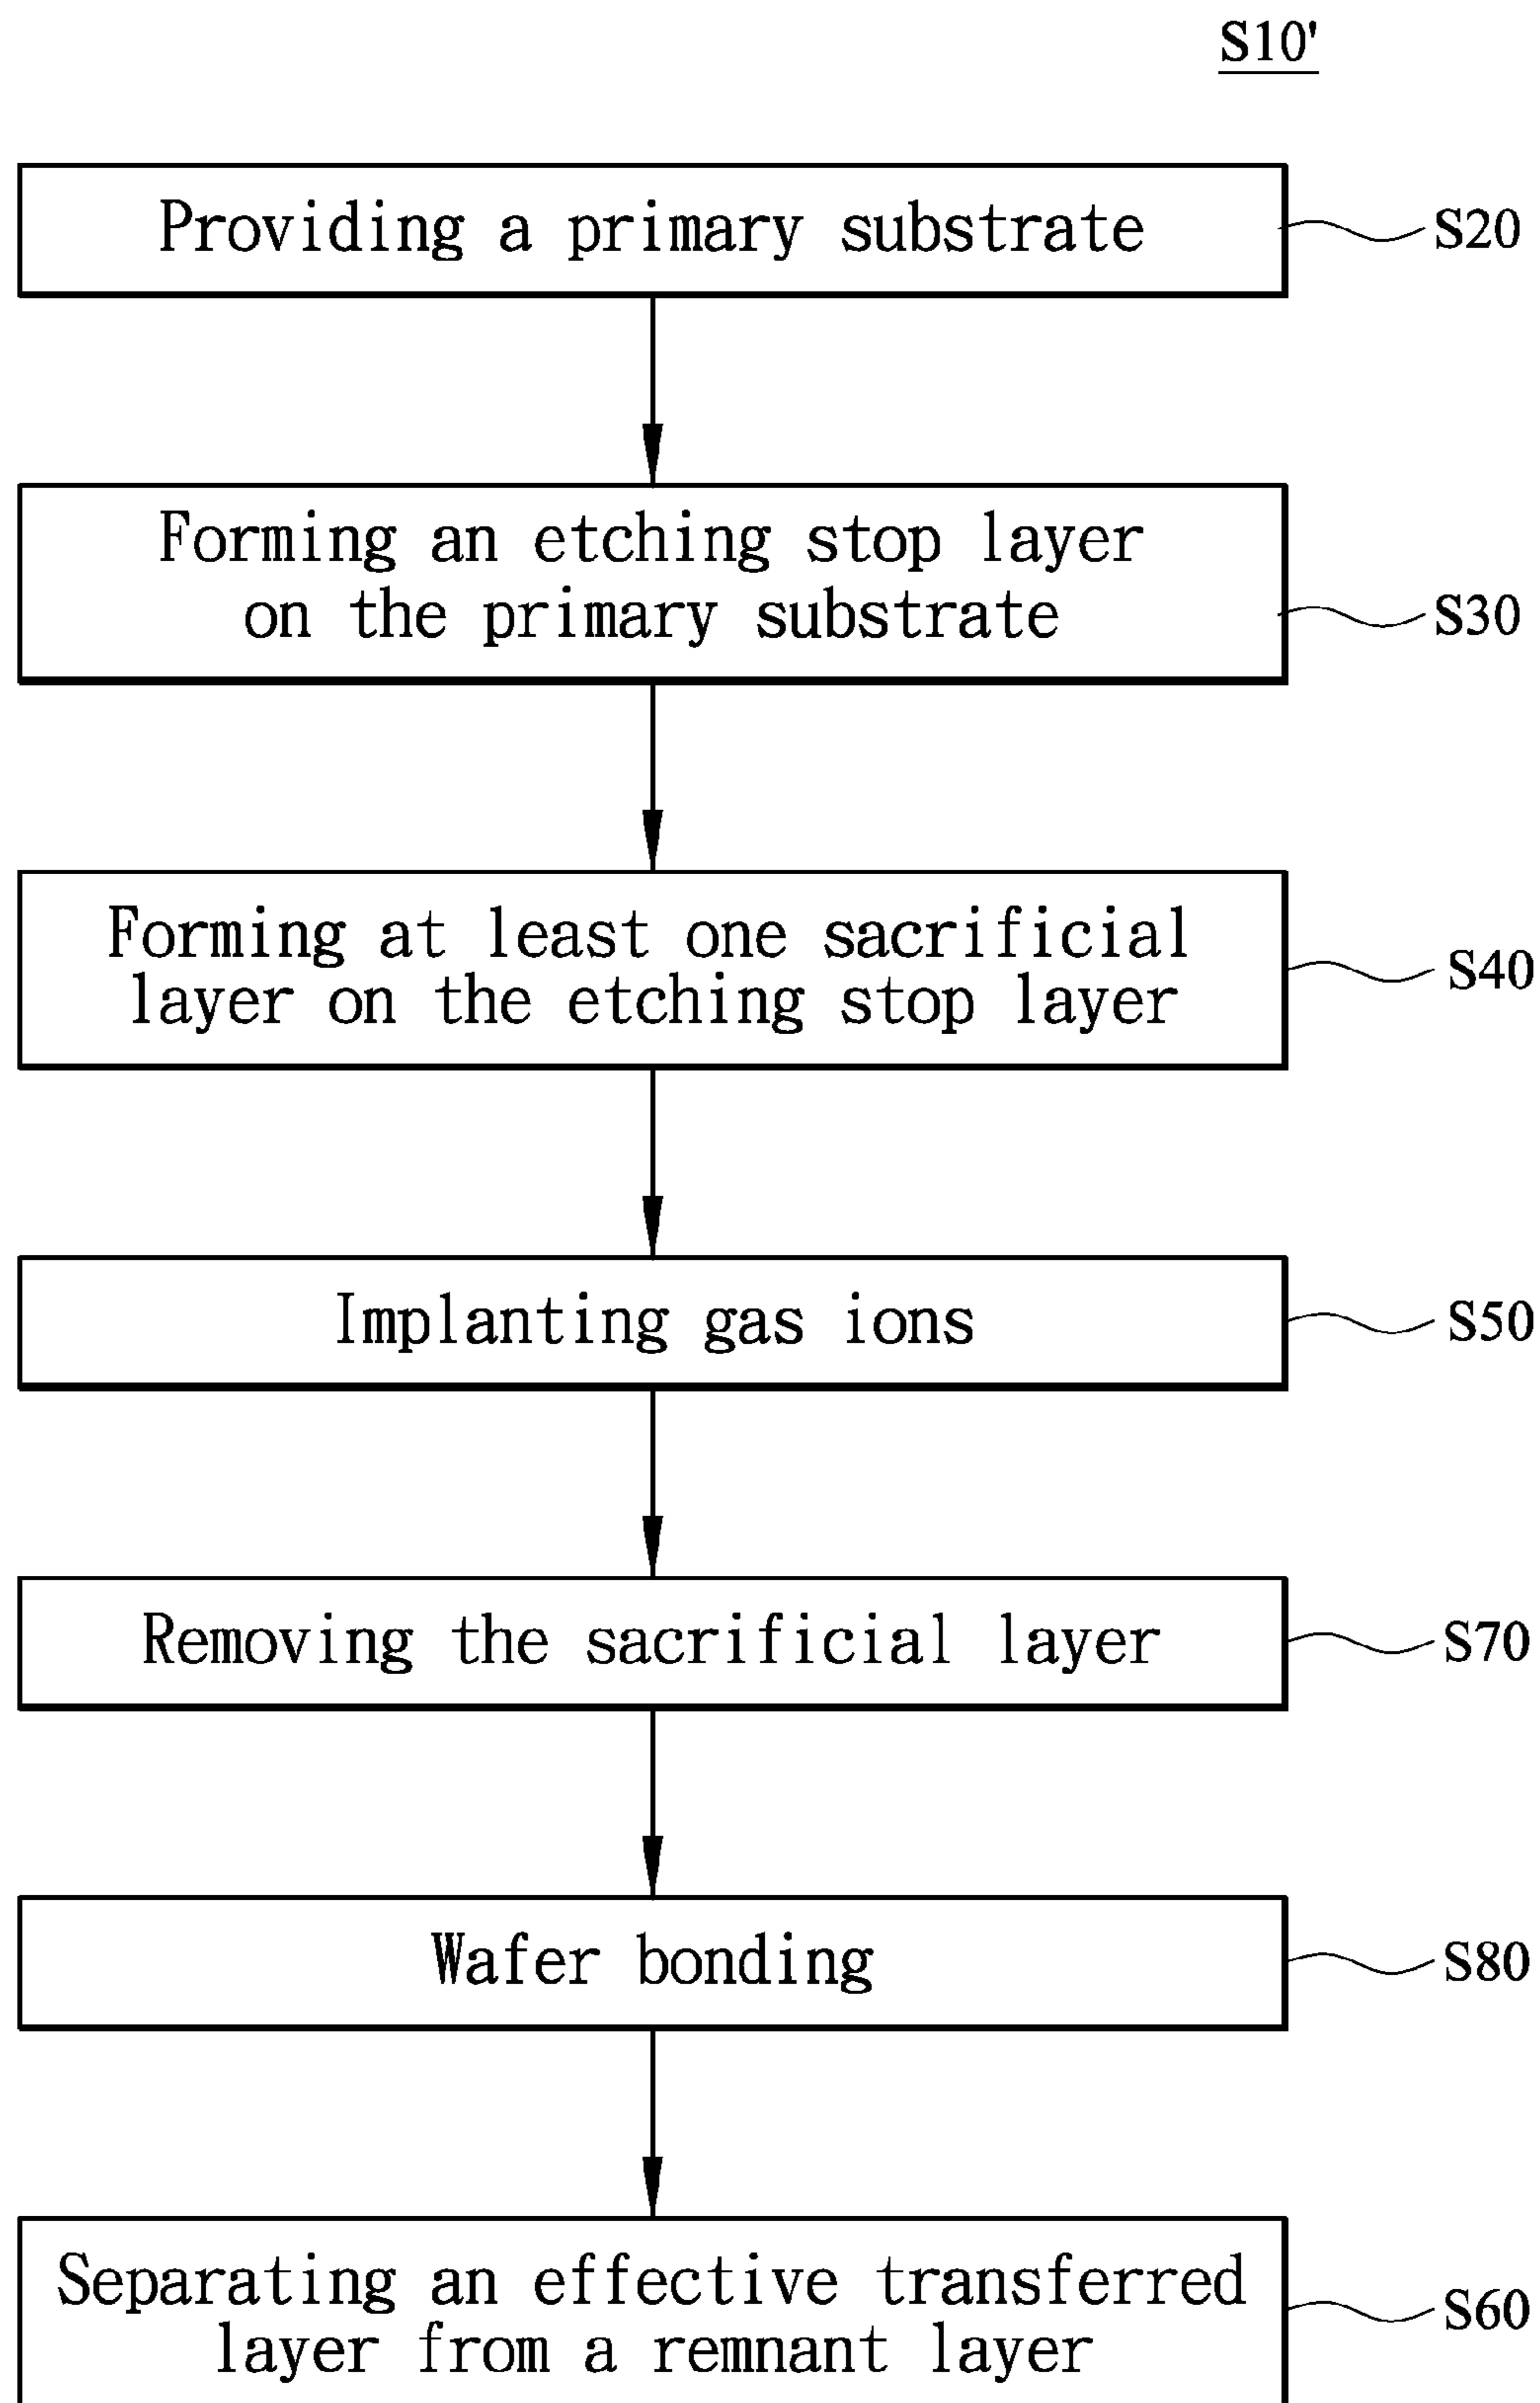 S10'
Providing a primary substrate
S20
Forming an etching stop layer
on the primary substrate
S30
Forming at least one sacrificial
layer on the etching stop layer
S40
Implanting gas ions
S50
Removing the sacrificial layer
S70
Wafer bonding
S80
Separating an effective transferred
layer from a remnant layer
S60